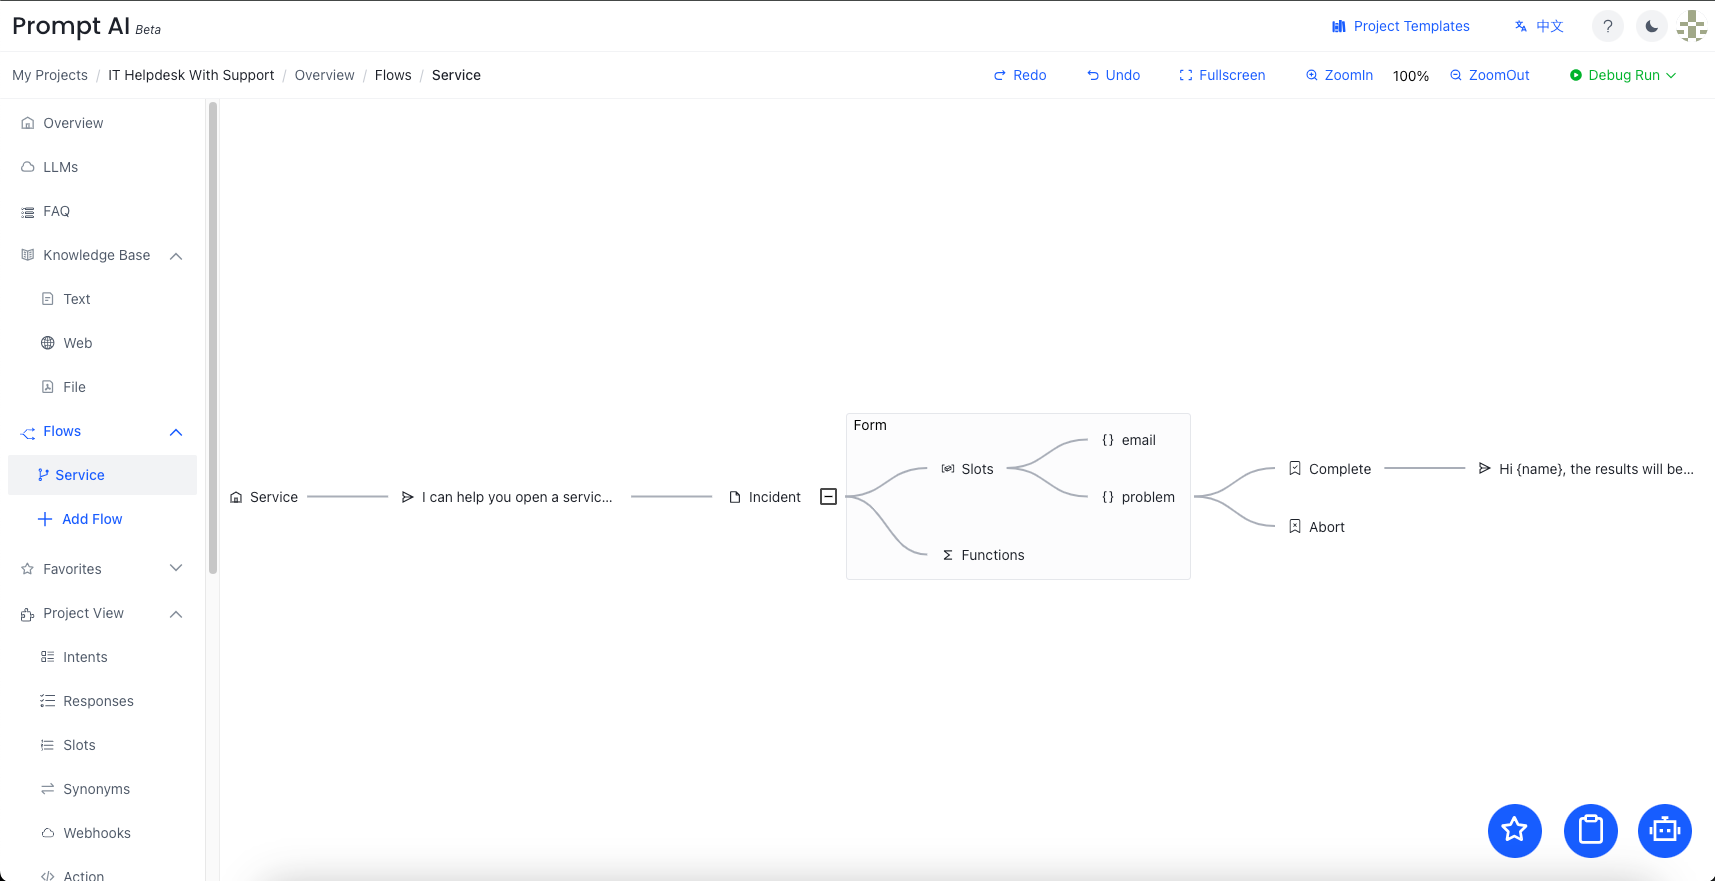 Prompt AI Beta
Project Templates
中文
?
My Projects / IT Helpdesk With Support / Overview / Flows / Service
Redo
Undo
Fullscreen
ZoomIn
100%
ZoomOut
Debug Run
Overview
LLMs
FAQ
Knowledge Base
Text
Web
File
Flows
Service
Add Flow
Favorites
Project View
Intents
Responses
Slots
Synonyms
Webhooks
Action
Service
I can help you open a servic...
Incident
Form
Slots
{} email
{} problem
Functions
Complete
Hi {name}, the results will be...
Abort